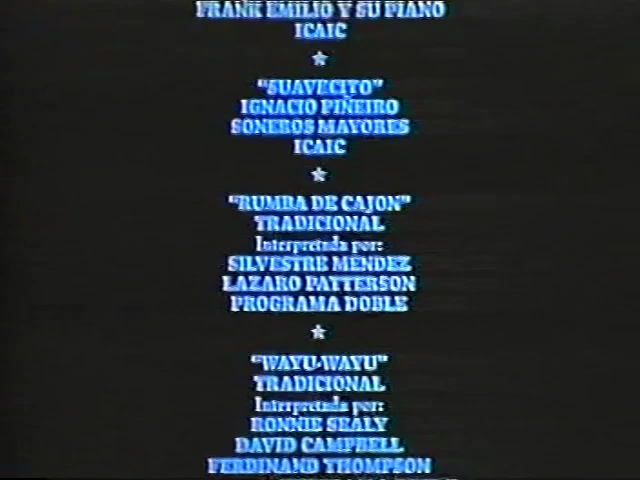 FRANK EMILIO Y SU PIANO
ICAIC
"SUAVECITO"
IGNACIO PIÑEIRO
SONEROS MAYORES
ICAIC
"RUMBA DE CAJON"
TRADICIONAL
Interpretada por:
SILVESTRE MENDEZ
LAZARO PATTERSON
PROGRAMA DOBLE
"WAYU-WAYU"
TRADICIONAL
Interpretada por:
RONNIE SEALY
DAVID CAMPBELL
FERDINAND THOMPSON